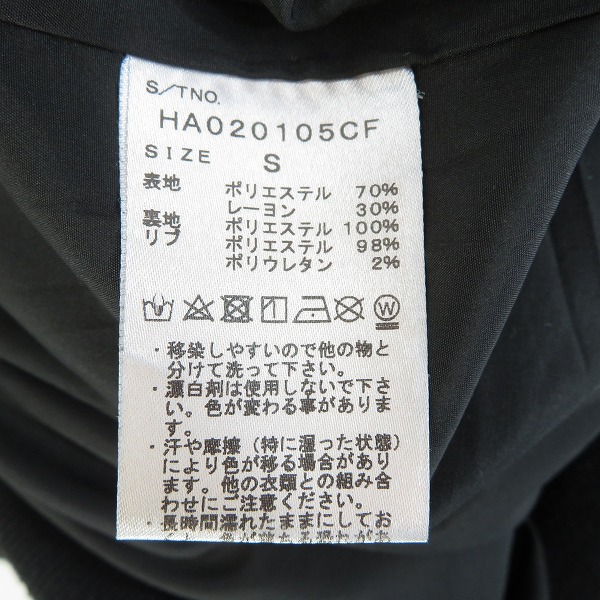 S/TNO.
HA020105CF
SIZE S
表地 ポリエステル 70%
レーヨン 30%
裏地 ポリエステル 100%
リブ ポリエステル 98%
ポリウレタン 2%
W
・移染しやすいので他の物と
分けて洗って下さい。
・漂白剤は使用しないで下さ
い。色が変わる事がありま
す。
・汗や摩擦（特に湿った状態）
により色が移る場合があり
ます。他の衣類との組み合
わせにご注意ください。
・長時間濡れたままにしてお